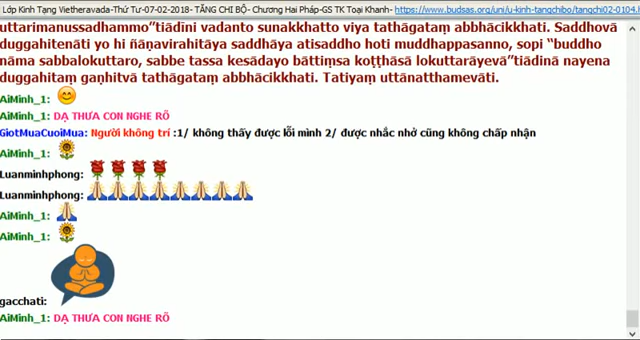 Lớp Kinh Tạng Vietheravada-Thứ Tư-07-02-2018- TĂNG CHI BỘ- Chương Hai Pháp-GS TK Toại Khanh- https://www.budsas.org/uni/u-kinh-tangchibo/tangchi02-0104.h
uttarimanussadhammo”tiādīni vadanto sunakkhatto viya tathāgataṃ abbhācikkhati. Saddhovā
duggahitenāti yo hi ñāṇavirahitāya saddhāya atisaddho hoti muddhappasanno, sopi “buddho
nāma sabbalokuttaro, sabbe tassa kesādayo bāttiṃsa koṭṭhāsā lokuttarāyevā”tiādinā nayena
duggahitaṃ gaṇhitvā tathāgataṃ abbhācikkhati. Tatiyaṃ uttānatthamevāti.
AiMinh_1:
AiMinh_1: DẠ THƯA CON NGHE RÕ
GiotMuaCuoiMua: Người không trí :1/ không thấy được lỗi mình 2/ được nhắc nhở cũng không chấp nhận
AiMinh_1:
Luanminhphong:
Luanminhphong:
AiMinh_1:
AiMinh_1:
gacchati:
AiMinh_1: DẠ THƯA CON NGHE RÕ